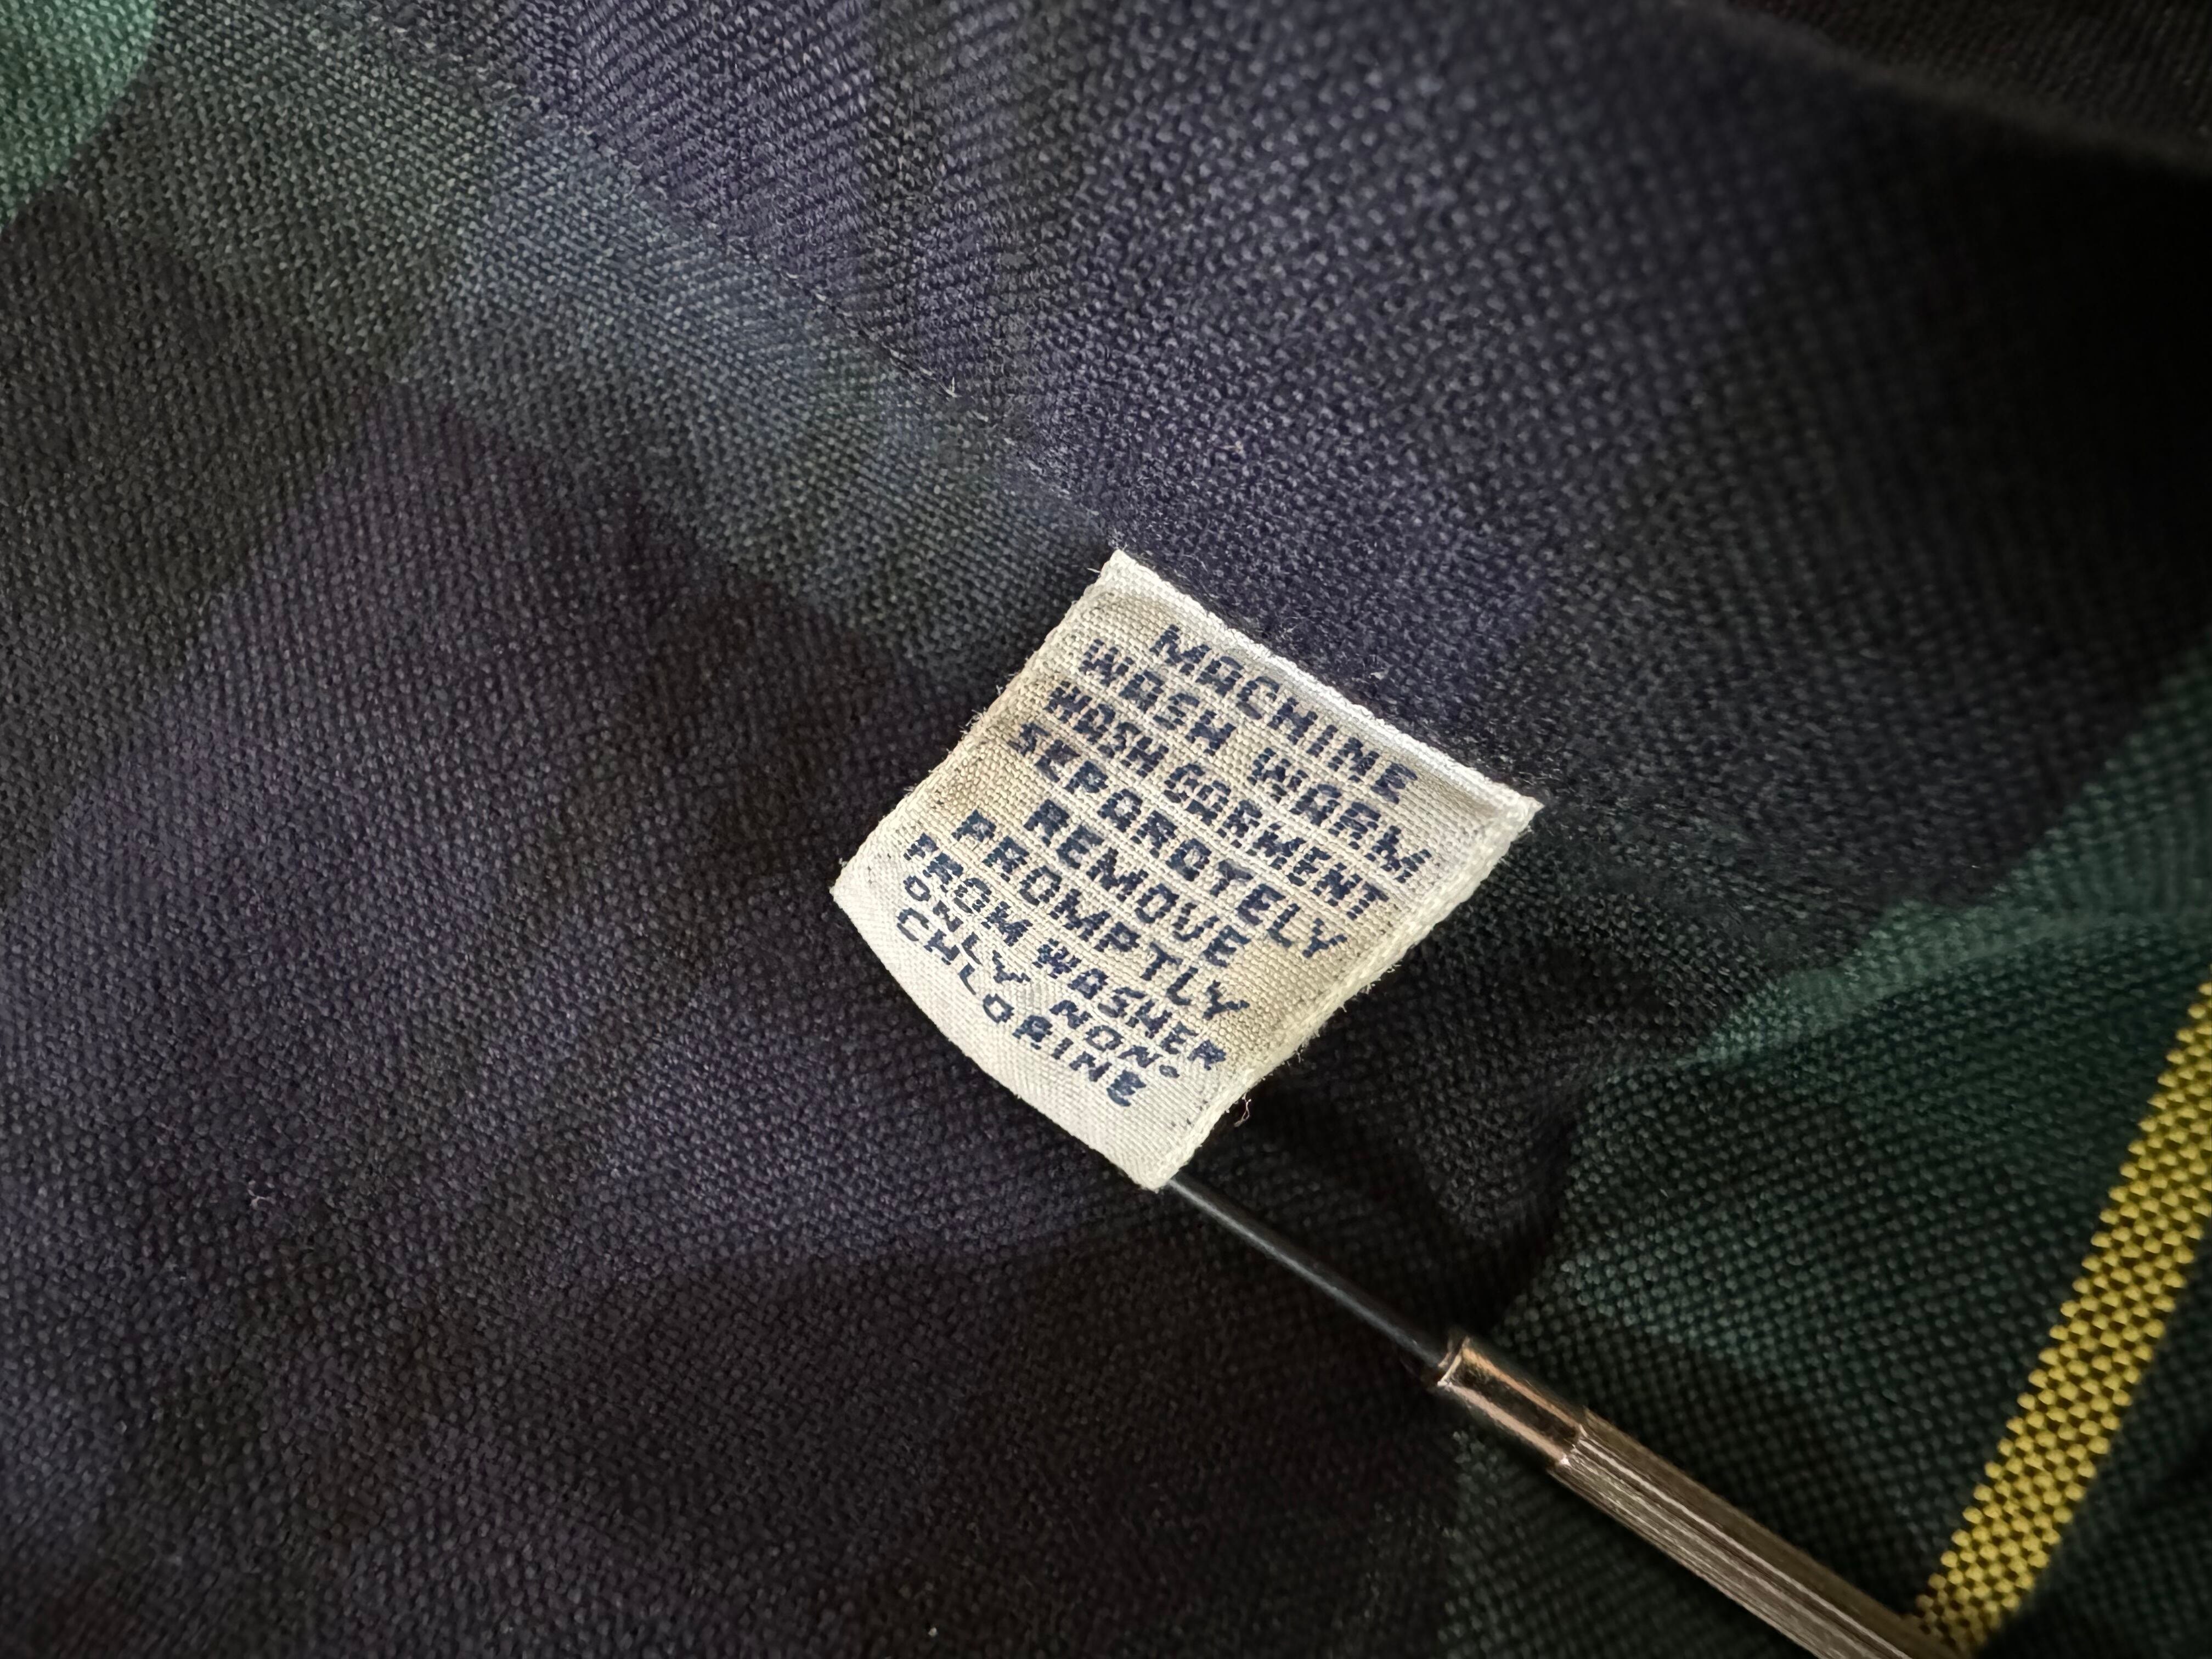 MACHINE
WASH WARM
WASH GARMENT
SEPARATELY
REMOVE
PROMPTLY
FROM WASHER
ONLY NON-
CHLORINE